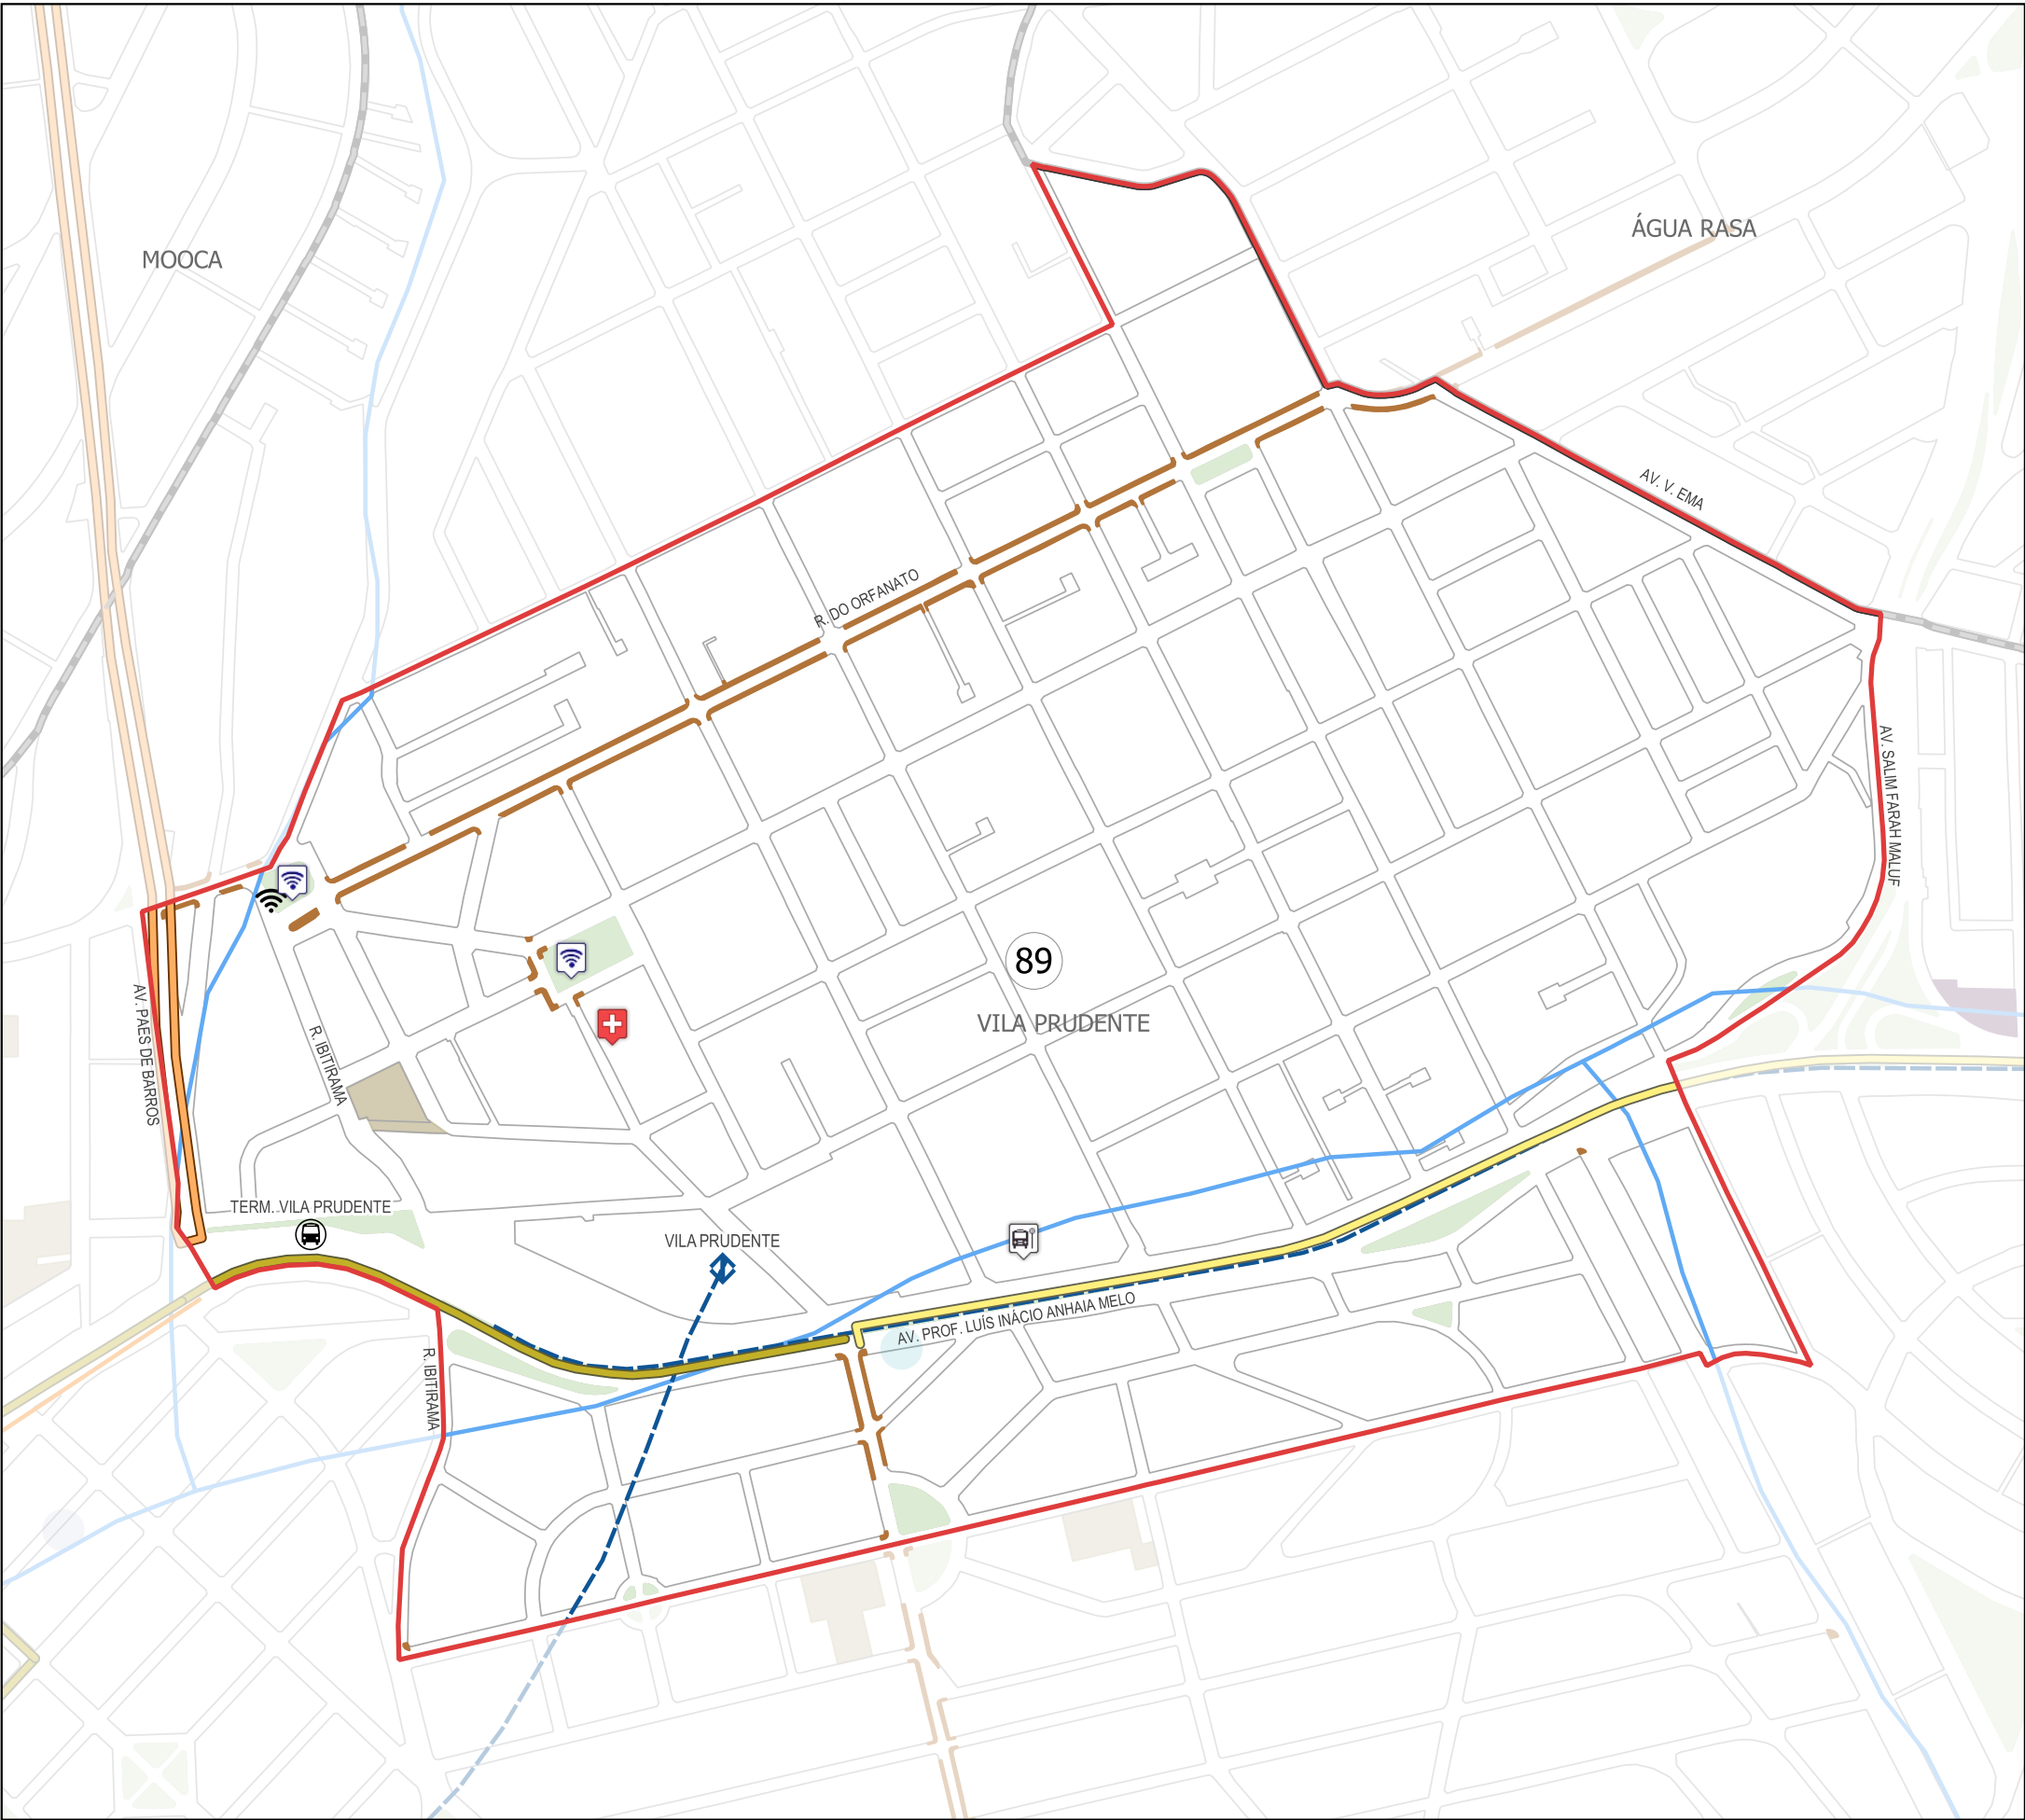 ÁGUA RASA
MOOCA
AV. V. EMA
R. DO ORFANATO
AV. SALIM FARAH MALUF
89
VILA PRUDENTE
AV. PAES DE BARROS
R. IBITIRAMA
TERM. VILA PRUDENTE
VILA PRUDENTE
AV. PROF. LUÍS INÁCIO ANHAIA MELO
R. IBITIRAMA